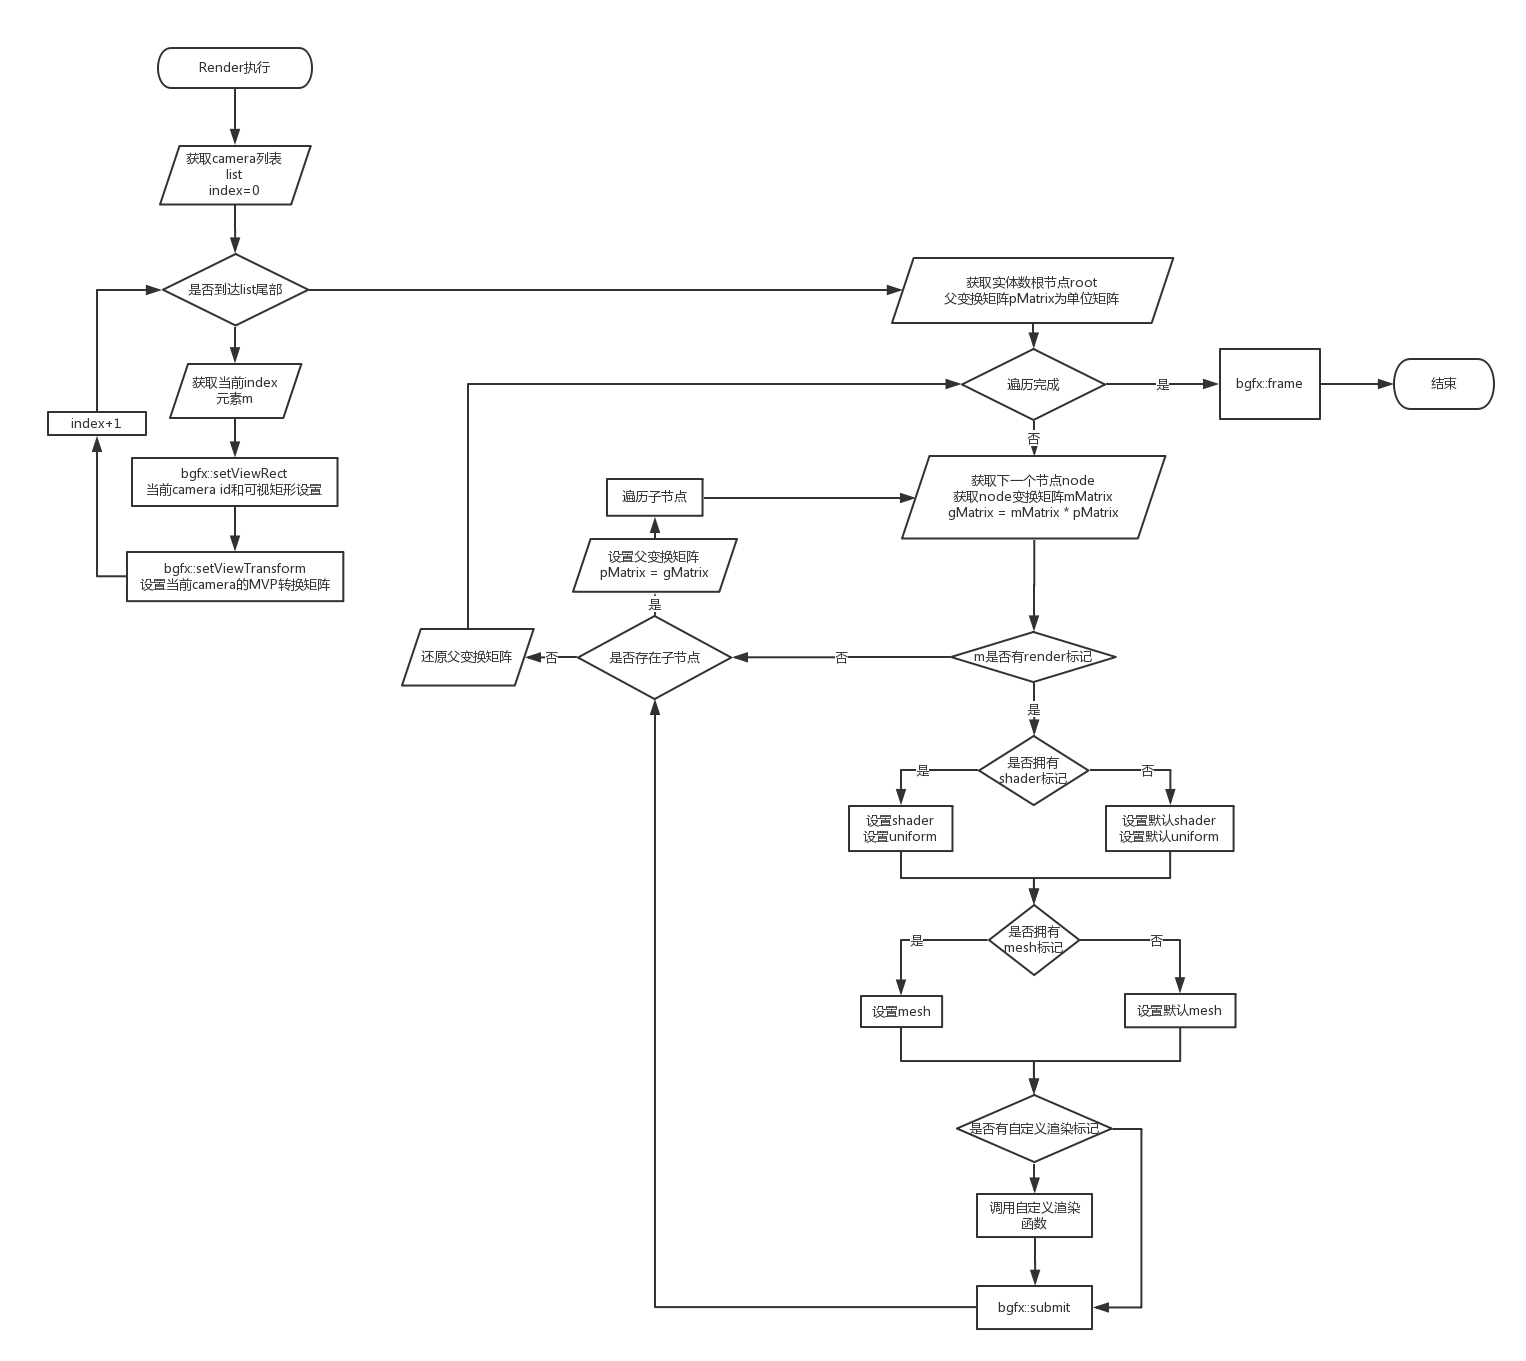 Render执行
获取camera列表
list
index=0
是否到达list尾部
获取当前index
元素m
index+1
bgfx::setViewRect
当前camera id和可视矩形设置
bgfx::setViewTransform
设置当前camera的MVP转换矩阵
获取实体数根节点root
父变换矩阵pMatrix为单位矩阵
遍历完成
是
bgfx::frame
结束
否
获取下一个节点node
获取node变换矩阵mMatrix
gMatrix = mMatrix * pMatrix
遍历子节点
设置父变换矩阵
pMatrix = gMatrix
是
还原父变换矩阵
否
是否存在子节点
否
m是否有render标记
是
是否拥有
shader标记
是
否
设置shader
设置uniform
设置默认shader
设置默认uniform
是否拥有
mesh标记
是
否
设置mesh
设置默认mesh
是否有自定义渲染标记
调用自定义渲染
函数
bgfx::submit